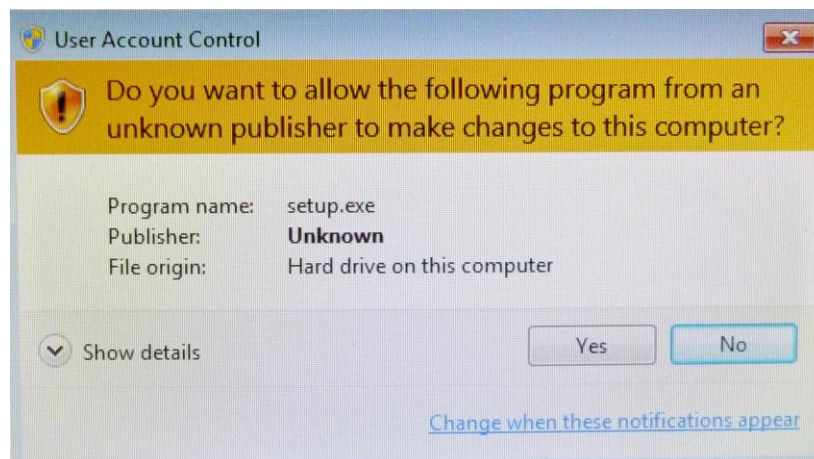 User Account Control
Do you want to allow the following program from an
unknown publisher to make changes to this computer?
Program name: setup.exe
Publisher: Unknown
File origin: Hard drive on this computer
Show details
Yes No
Change when these notifications appear